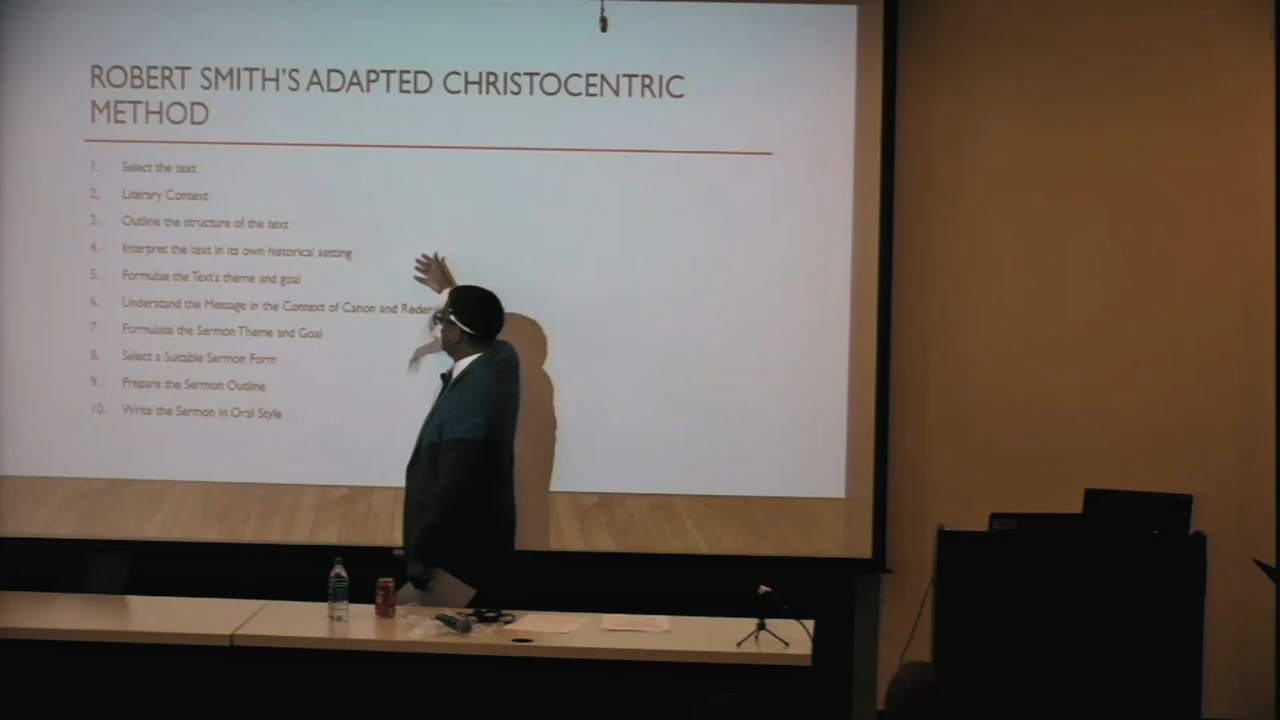 ROBERT SMITH'S ADAPTED CHRISTOCENTRIC
METHOD
1. Select the text
2. Literary Context
3. Outline the structure of the text
4. Interpret the text in its own historical setting
5. Formulae the Text's theme and goal
6. Understand the Message in the Context of Canon and
7. Formulate the Sermon Theme and Goal
8. Select a Suitable Sermon Form
9. Prepare the Sermon Outline
10. Write the Sermon in Oral Style